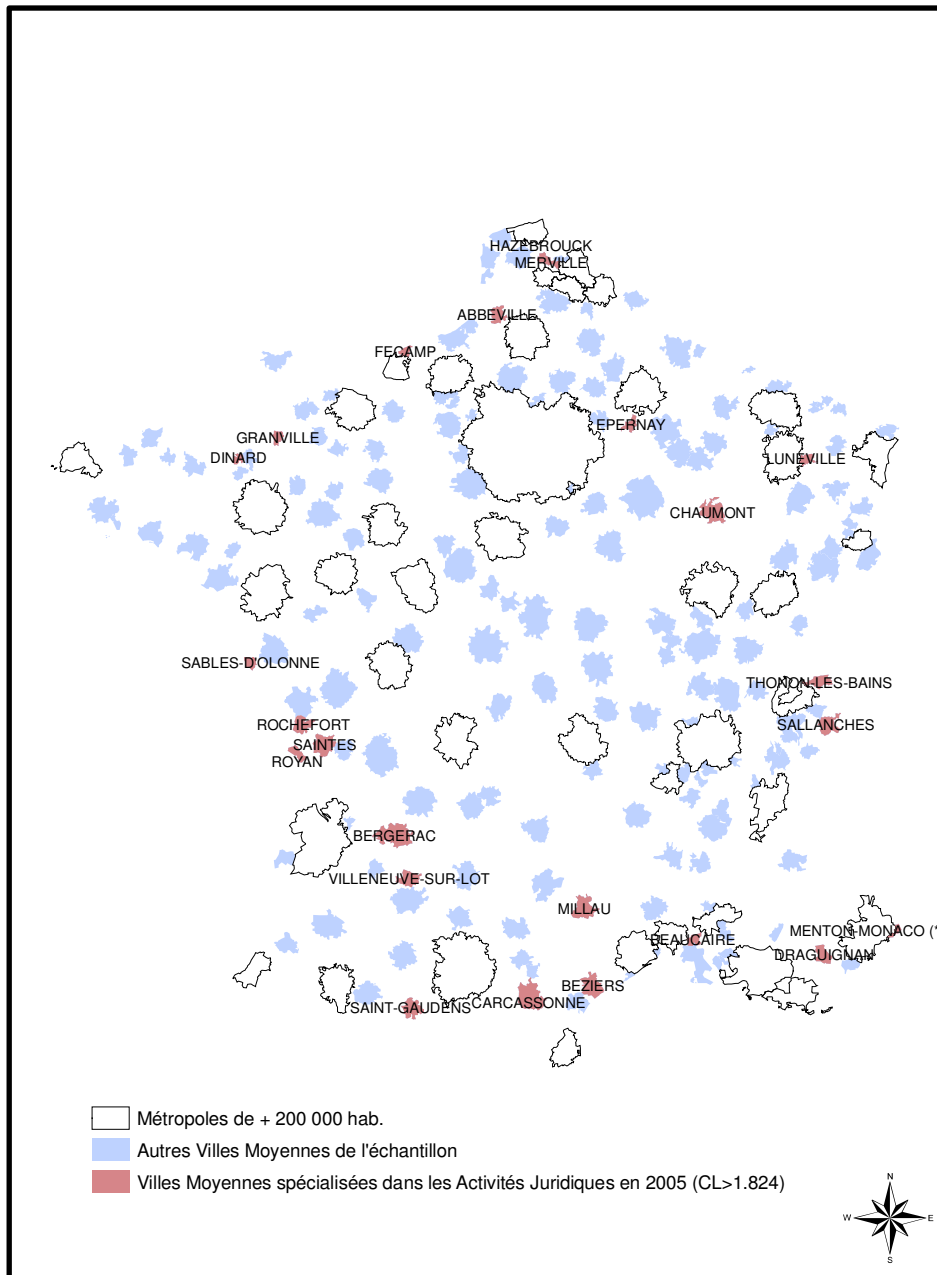 HAZEBROUCK
MERVILLE
ABBEVILLE
FECAMP
EPERNAY
GRANVILLE
DINARD
LUNEVILLE
CHAUMONT
SABLES-D'OLONNE
THONON-LES-BAINS
ROCHEFORT
SALLANCHES
SAINTES
ROYAN
BERGERAC
VILLENEUVE-SUR-LOT
MILLAU
MENTON-MONACO (*
BEAUCAIRE
DRAGUIGNAN
BEZIERS
CARCASSONNE
SAINT-GAUDENS
Métropoles de + 200 000 hab.
Autres Villes Moyennes de l'échantillon
Villes Moyennes spécialisées dans les Activités Juridiques en 2005 (CL>1.824)
N
W E
S